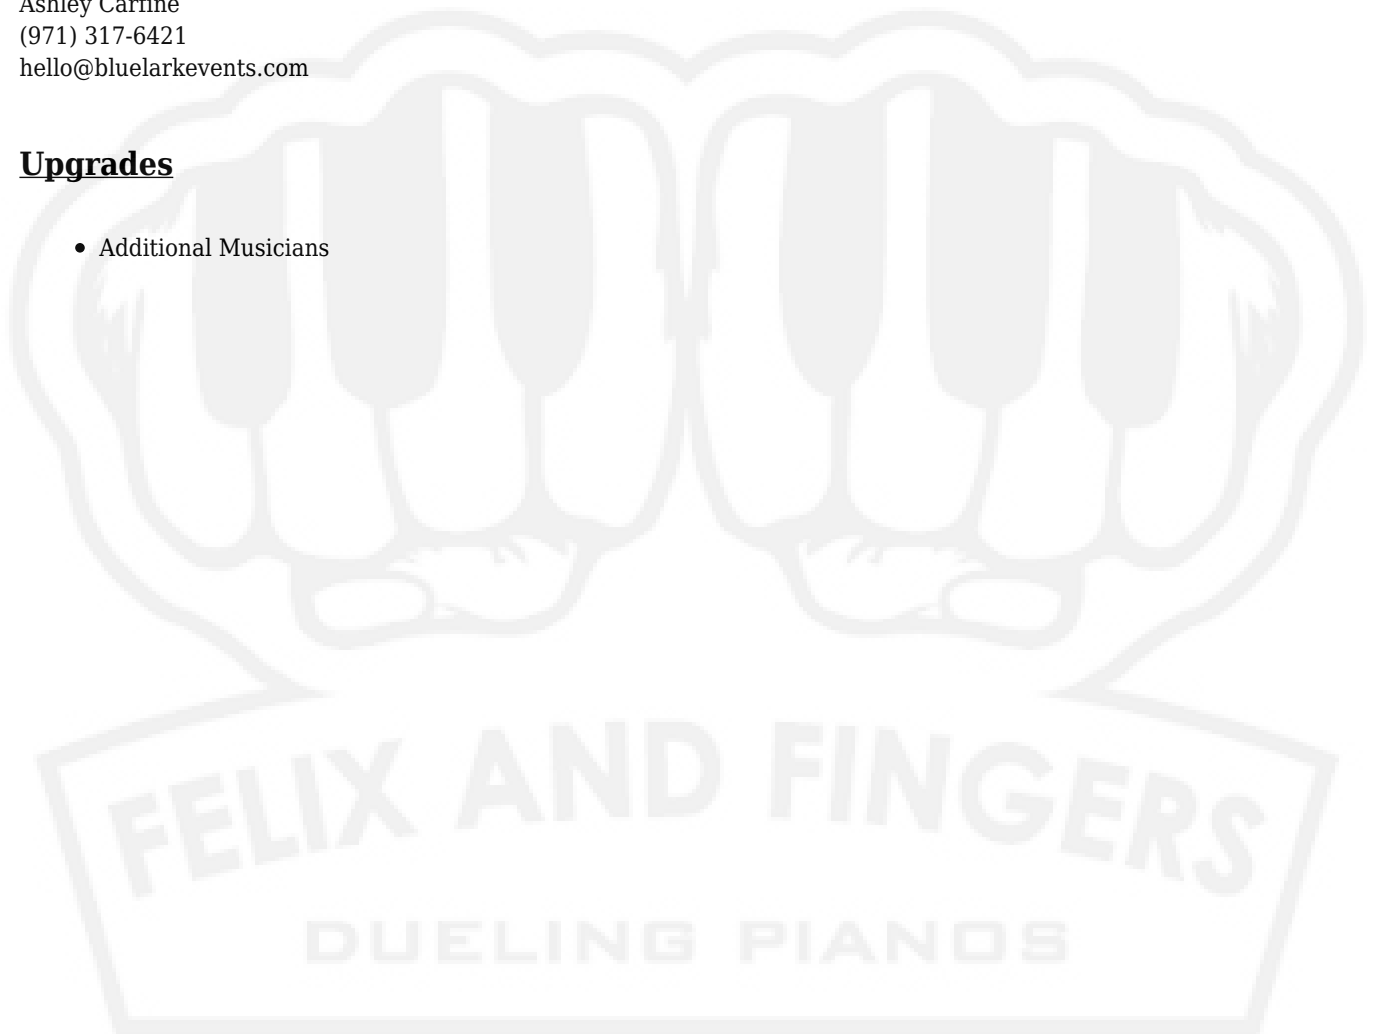 Ashley Carfine
(971) 317-6421
hello@bluelarkevents.com
Upgrades
Additional Musicians
FELIX AND FINGERS
DUELING PIANOS